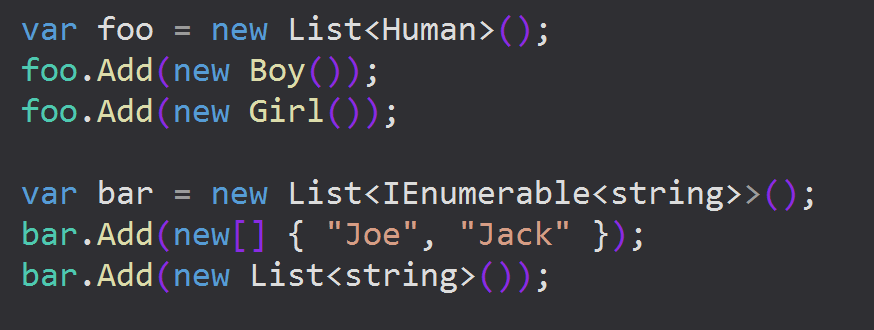 var foo = new List<Human>();
foo.Add(new Boy());
foo.Add(new Girl());
var bar = new List<IEnumerable<string>>();
bar.Add(new[] { "Joe", "Jack" });
bar.Add(new List<string>());